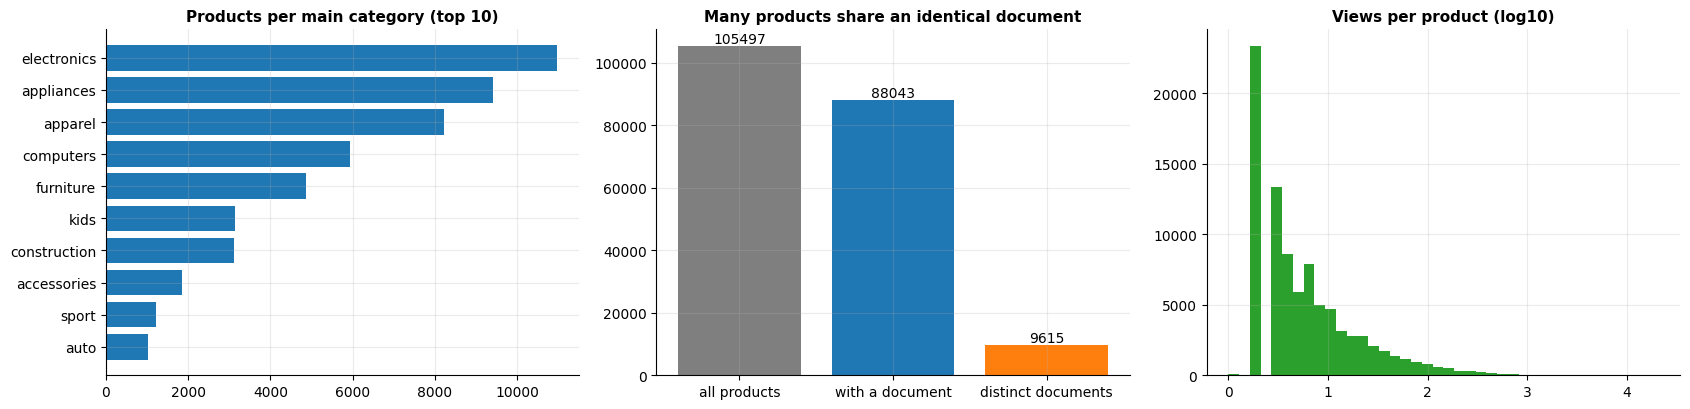 Products per main category (top 10)
electronics
appliances
apparel
computers
furniture
kids
construction
accessories
sport
auto
0 2000 4000 6000 8000 10000
Many products share an identical document
100000
80000
60000
40000
20000
0
105497
88043
9615
all products with a document distinct documents
Views per product (log10)
20000
15000
10000
5000
0
0 1 2 3 4